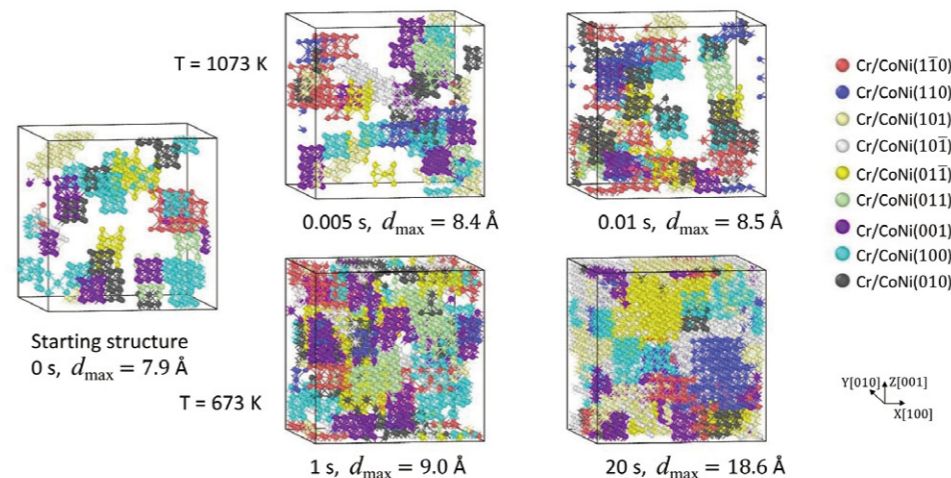 T = 1073 K
0.005 s, d_max = 8.4 Å
0.01 s, d_max = 8.5 Å
Starting structure
0 s, d_max = 7.9 Å
T = 673 K
1 s, d_max = 9.0 Å
20 s, d_max = 18.6 Å
Cr/CoNi(11̅0)
Cr/CoNi(110)
Cr/CoNi(101)
Cr/CoNi(101̅)
Cr/CoNi(011̅)
Cr/CoNi(011)
Cr/CoNi(001)
Cr/CoNi(100)
Cr/CoNi(010)
Y[010]
Z[001]
X[100]